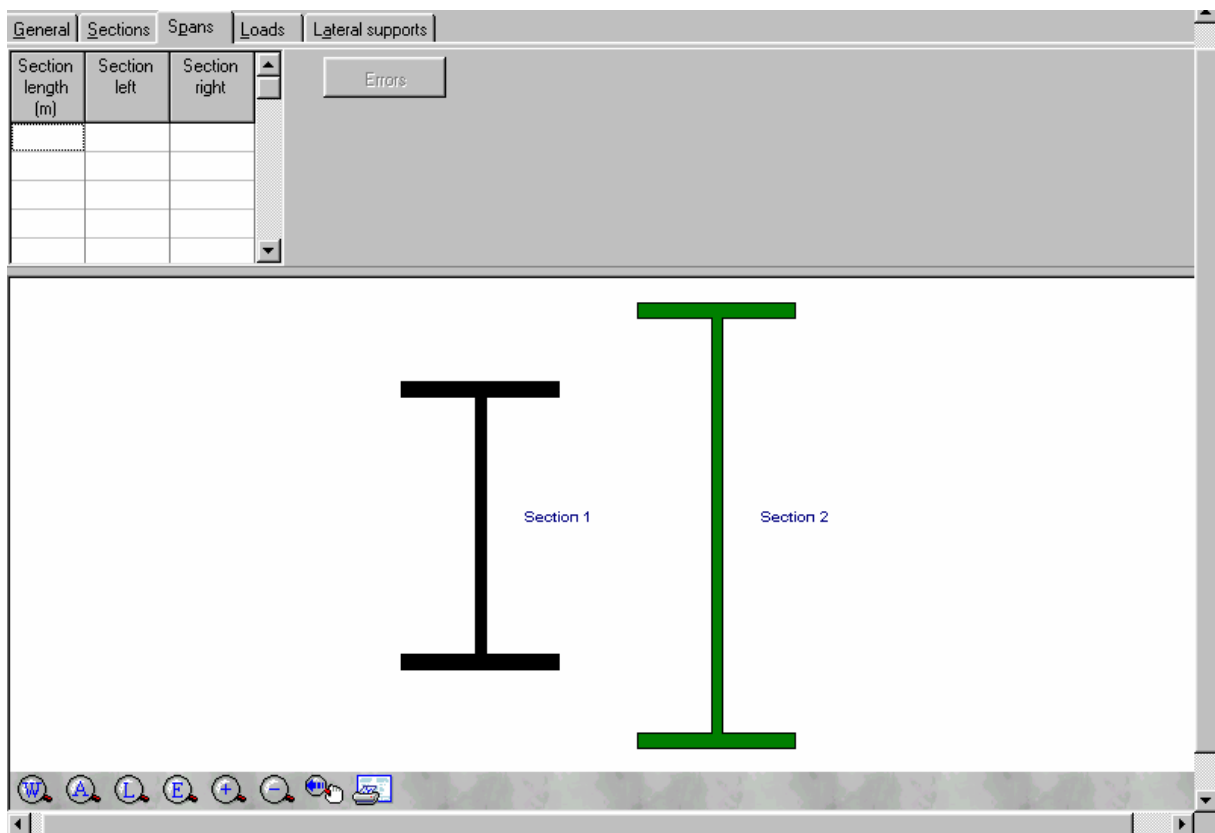 General Sections Spans Loads Lateral supports
Section length (m) Section left Section right
Errors
Section 1 Section 2
W A L E + -